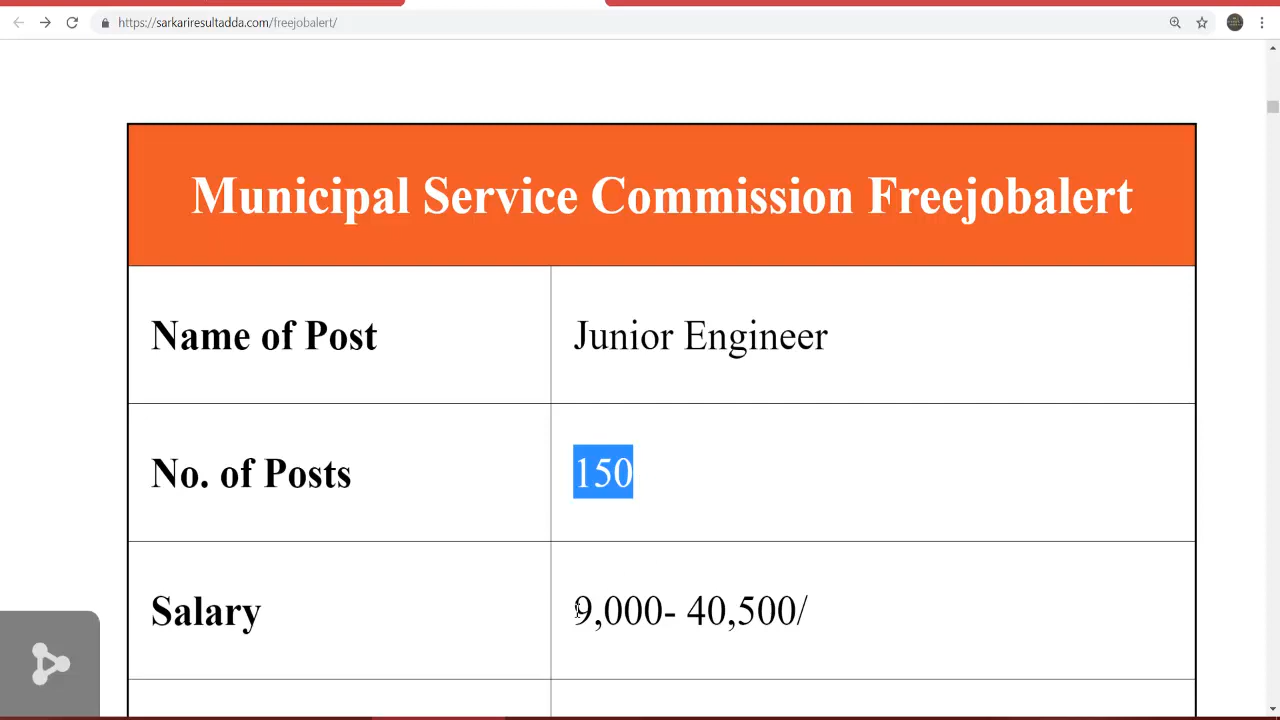 https://sarkariresultadda.com/freejobalert/
Municipal Service Commission Freejobalert
Name of Post Junior Engineer
No. of Posts 150
Salary 9,000- 40,500/